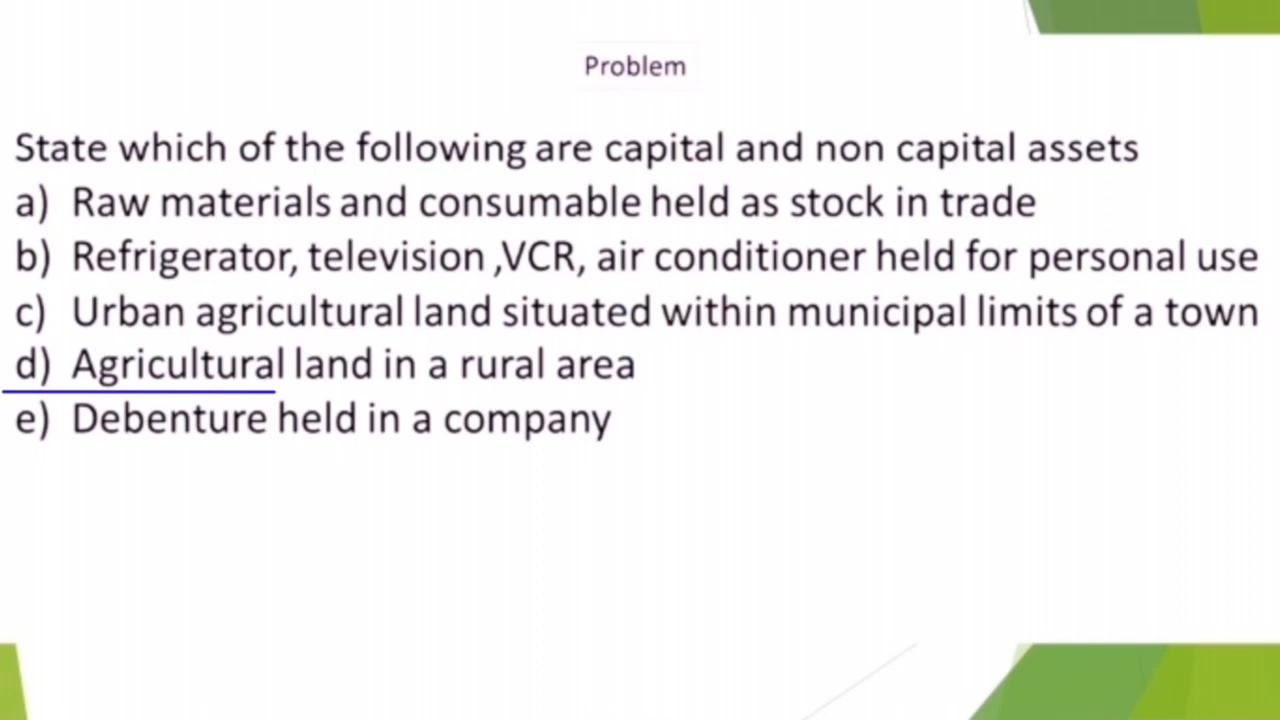 Problem
State which of the following are capital and non capital assets
a) Raw materials and consumable held as stock in trade
b) Refrigerator, television ,VCR, air conditioner held for personal use
c) Urban agricultural land situated within municipal limits of a town
d) Agricultural land in a rural area
e) Debenture held in a company